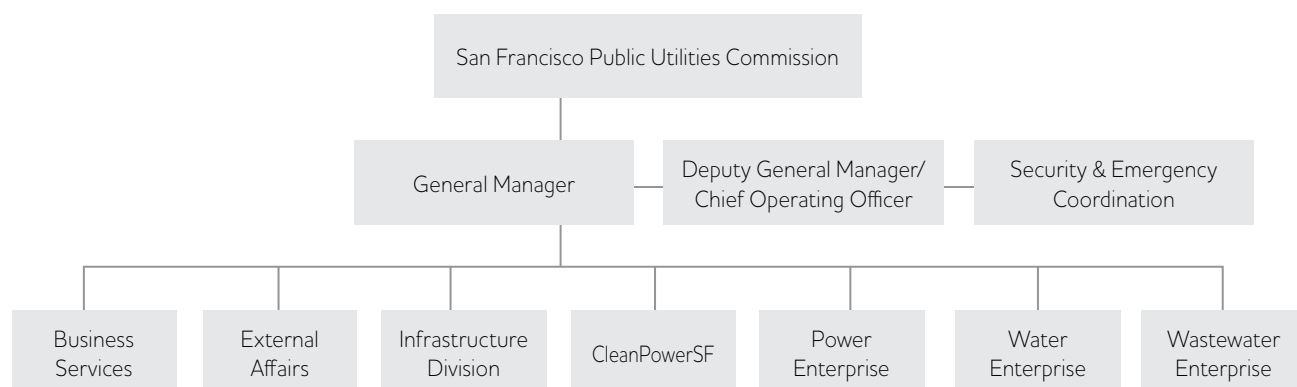 San Francisco Public Utilities Commission
General Manager
Deputy General Manager/
Chief Operating Officer
Security & Emergency
Coordination
Business
Services
External
Affairs
Infrastructure
Division
CleanPowerSF
Power
Enterprise
Water
Enterprise
Wastewater
Enterprise